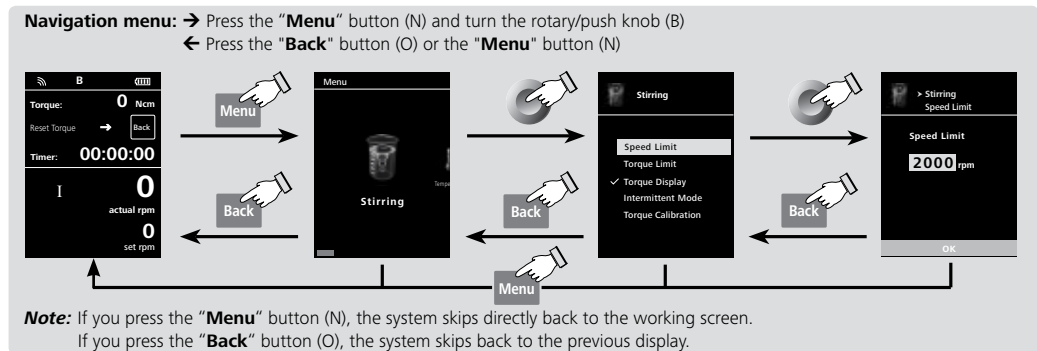 Navigation menu: → Press the “Menu“ button (N) and turn the rotary/push knob (B)
← Press the "Back" button (O) or the "Menu" button (N)
B
Torque: 0 Ncm
Reset Torque → Back
Timer: 00:00:00
I 0
actual rpm
0
set rpm
Menu
Back
Menu
Stirring
Back
Stirring
Speed Limit
Torque Limit
✓ Torque Display
Intermittent Mode
Torque Calibration
Back
> Stirring
Speed Limit
Speed Limit
2000 rpm
OK
Menu
Note: If you press the “Menu“ button (N), the system skips directly back to the working screen.
If you press the “Back“ button (O), the system skips back to the previous display.